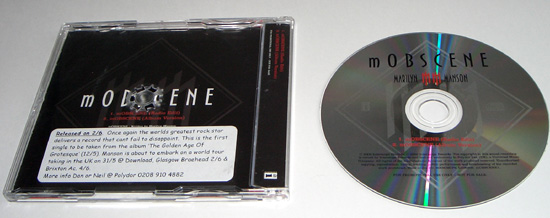 mOBSCENE
Released on 2/6. Once again the worlds greatest rock star
delivers a record that cant fail to disappoint. This is the first
single to be taken from the album 'The Golden Age Of
Grotesque' (12/5). Manson is about to embark on a world tour
taking in the UK on 31/5 @ Download, Glasgow Braehead 2/6 &
Brixton Ac. 4/6.
More info Dan or Neil @ Polydor 0208 910 4882
mOBSCENE
MARILYN MANSON